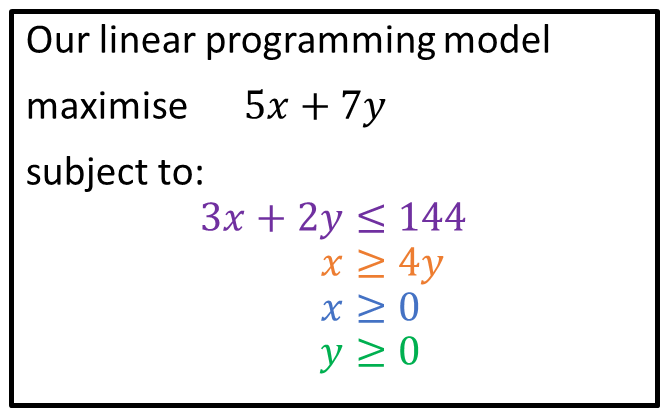 Our linear programming model
maximise 5x + 7y
subject to:
3x + 2y ≤ 144
x ≥ 4y
x ≥ 0
y ≥ 0